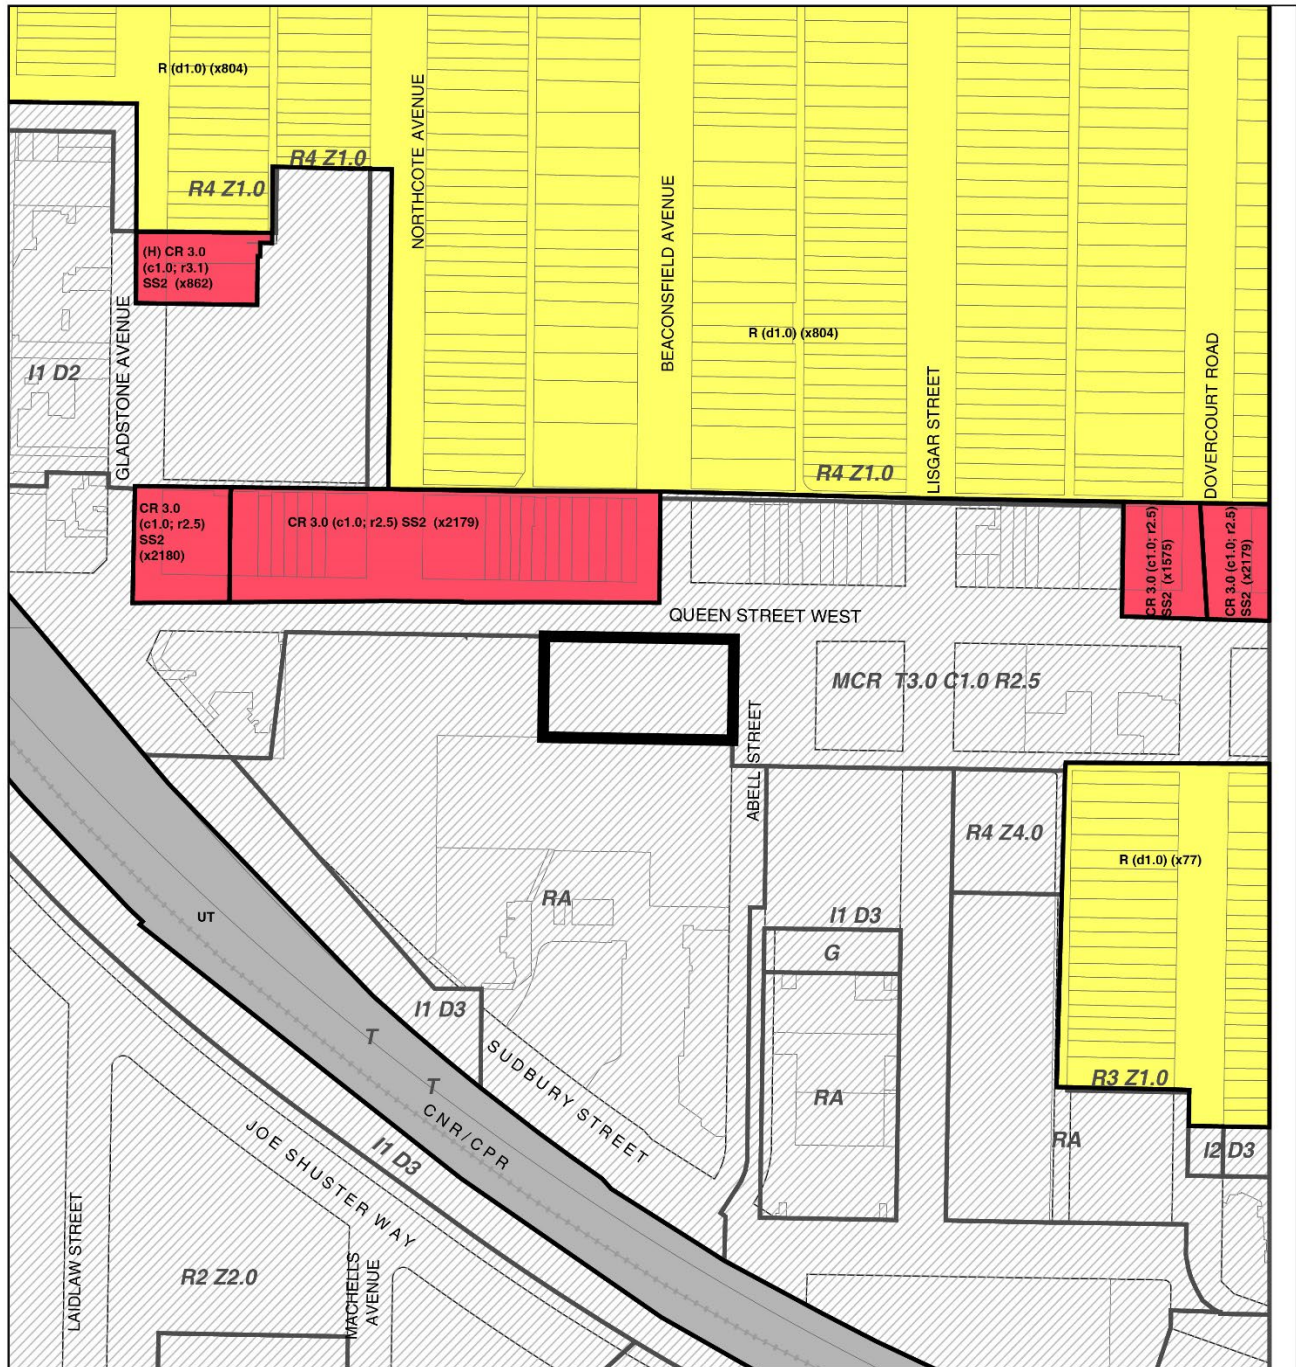 R (d1.0) (x804)
NORTHCOTE AVENUE
R4 Z1.0
R4 Z1.0
BEACONSFIELD AVENUE
(H) CR 3.0
(c1.0; r3.1)
SS2 (x862)
GLADSTONE AVENUE
R (d1.0) (x804)
DOVERCOURT ROAD
I1 D2
LISGAR STREET
R4 Z1.0
CR 3.0
(c1.0; r2.5)
SS2
(x2180)
CR 3.0 (c1.0; r2.5) SS2 (x2179)
CR 3.0 (c1.0; r2.5)
SS2 (x1575)
CR 3.0 (c1.0; r2.5)
SS2 (x2179)
QUEEN STREET WEST
MCR T3.0 C1.0 R2.5
ABELL STREET
R4 Z4.0
R (d1.0) (x77)
RA
I1 D3
UT
G
I1 D3
T
SUDBURY STREET
T
R3 Z1.0
RA
CNR/CPR
JOE SHUSTER WAY
I1 D3
RA
I2 D3
LAIDLAW STREET
R2 Z2.0
MACHELLS
AVENUE